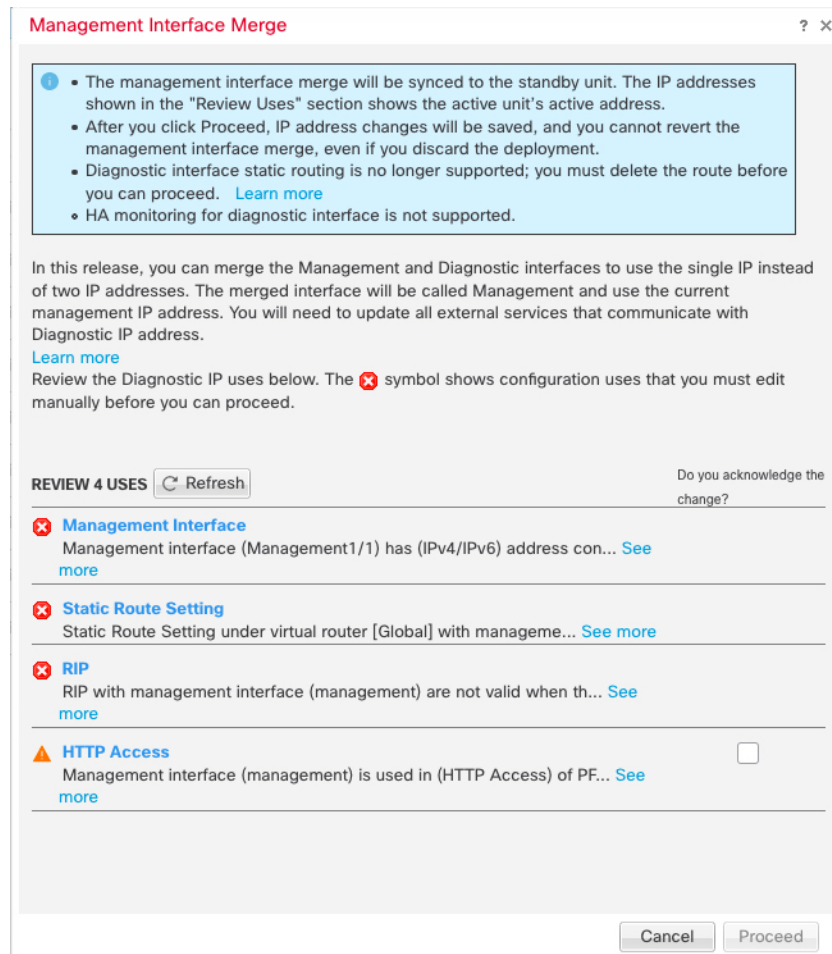 Management Interface Merge ? ×
• The management interface merge will be synced to the standby unit. The IP addresses
shown in the "Review Uses" section shows the active unit's active address.
• After you click Proceed, IP address changes will be saved, and you cannot revert the
management interface merge, even if you discard the deployment.
• Diagnostic interface static routing is no longer supported; you must delete the route before
you can proceed. Learn more
• HA monitoring for diagnostic interface is not supported.
In this release, you can merge the Management and Diagnostic interfaces to use the single IP instead
of two IP addresses. The merged interface will be called Management and use the current
management IP address. You will need to update all external services that communicate with
Diagnostic IP address.
Learn more
Review the Diagnostic IP uses below. The symbol shows configuration uses that you must edit
manually before you can proceed.
REVIEW 4 USES Refresh
Do you acknowledge the
change?
Management Interface
Management interface (Management1/1) has (IPv4/IPv6) address con... See
more
Static Route Setting
Static Route Setting under virtual router [Global] with manageme... See more
RIP
RIP with management interface (management) are not valid when th... See
more
HTTP Access
Management interface (management) is used in (HTTP Access) of PF... See
more
Cancel Proceed